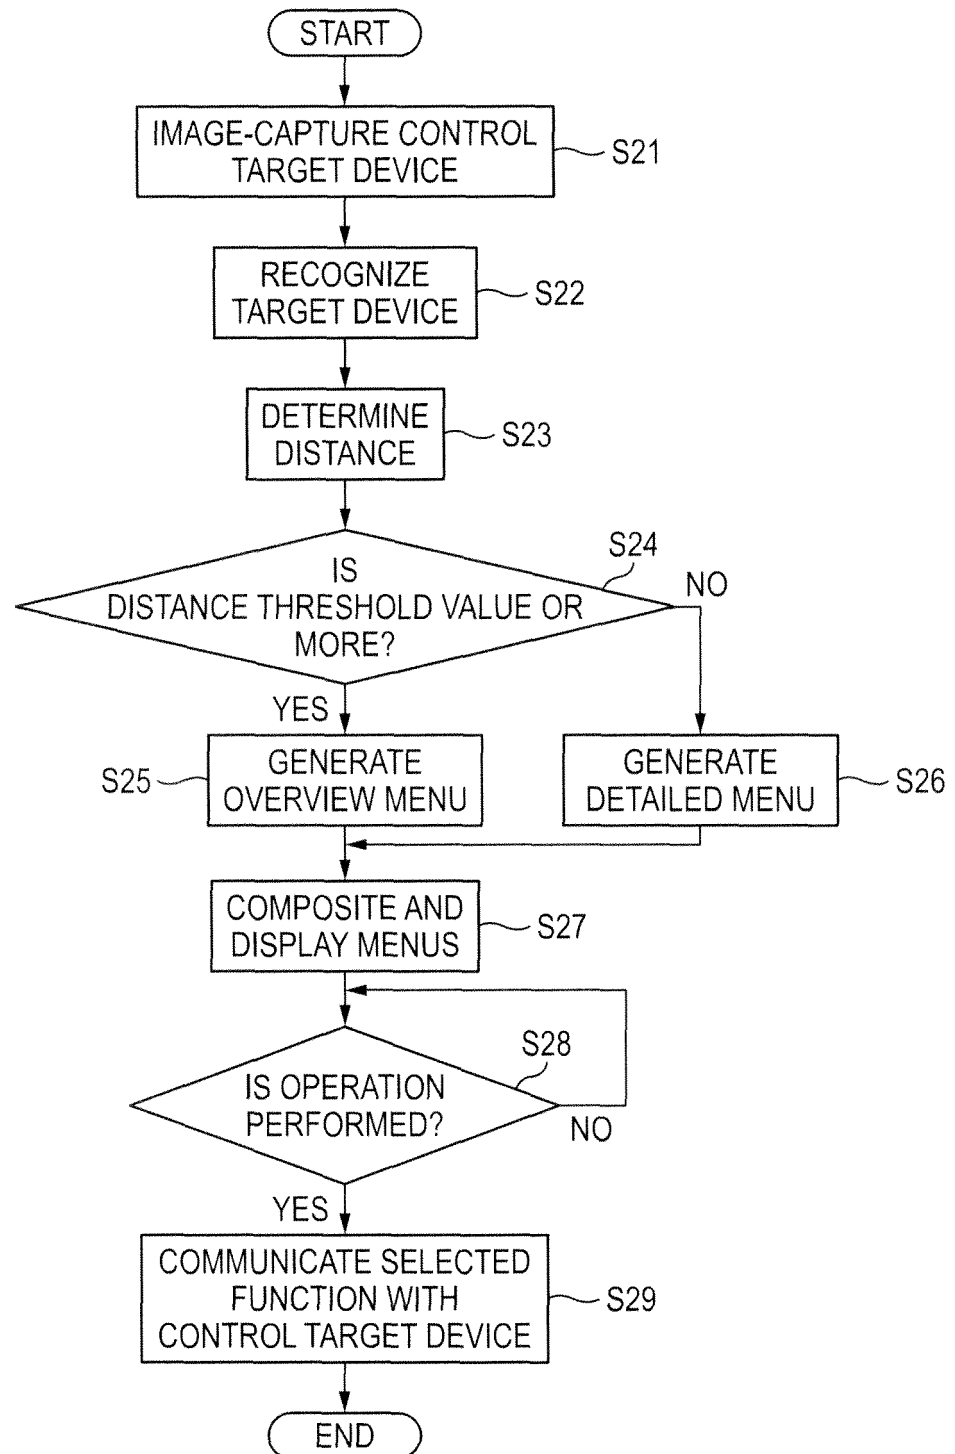 START
IMAGE-CAPTURE CONTROL
TARGET DEVICE
S21
RECOGNIZE
TARGET DEVICE
S22
DETERMINE
DISTANCE
S23
S24
IS
DISTANCE THRESHOLD VALUE OR
MORE?
NO
YES
S25
GENERATE
OVERVIEW MENU
GENERATE
DETAILED MENU
S26
COMPOSITE AND
DISPLAY MENUS
S27
S28
IS OPERATION
PERFORMED?
NO
YES
COMMUNICATE SELECTED
FUNCTION WITH
CONTROL TARGET DEVICE
S29
END